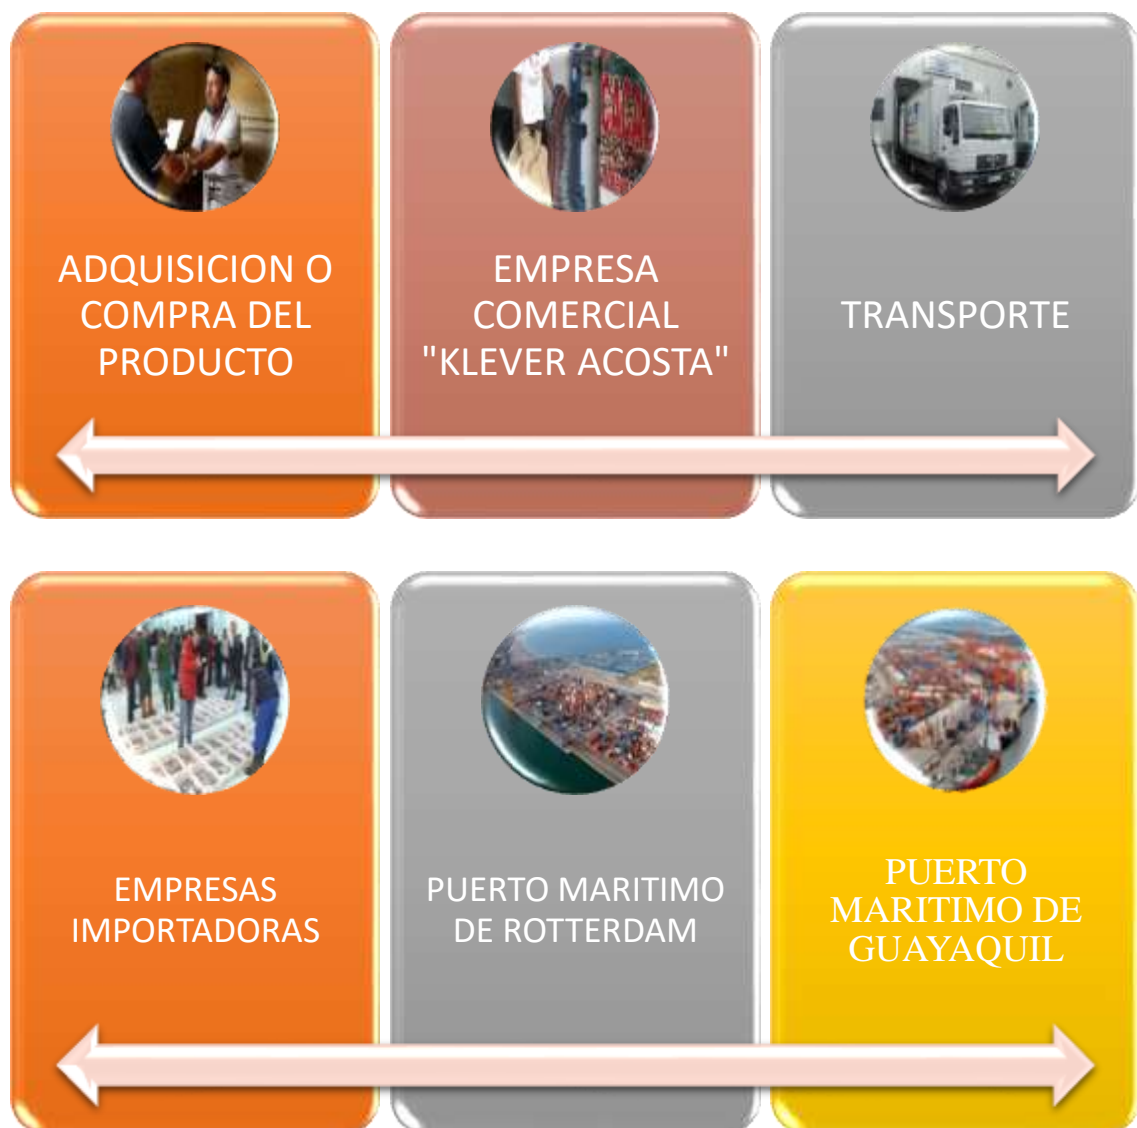 ADQUISICION O
COMPRA DEL
PRODUCTO
EMPRESA
COMERCIAL
"KLEVER ACOSTA"
TRANSPORTE
EMPRESAS
IMPORTADORAS
PUERTO MARITIMO
DE ROTTERDAM
PUERTO
MARITIMO DE
GUAYAQUIL